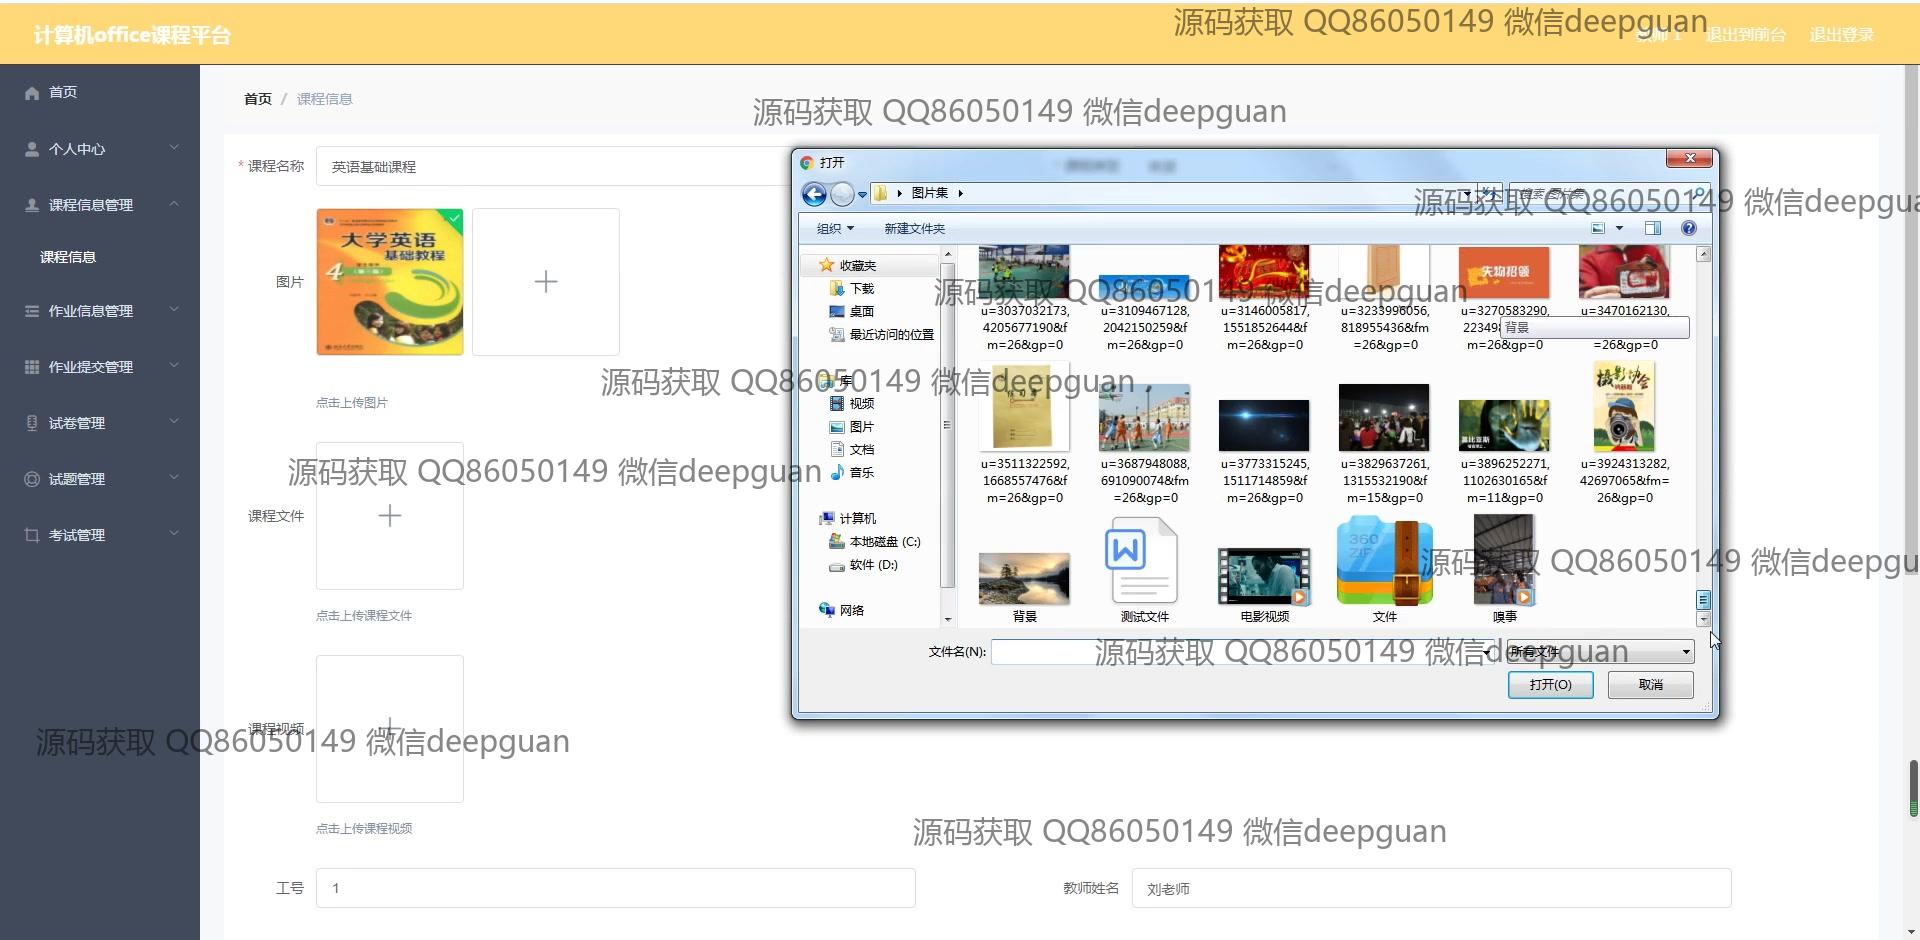 计算机office课程平台
源码获取 QQ86050149 微信deepguan
教师 1
退出到前台
退出登录
首页
个人中心
课程信息管理
课程信息
作业信息管理
作业提交管理
试卷管理
试题管理
考试管理
首页 / 课程信息
源码获取 QQ86050149 微信deepguan
* 课程名称
英语基础课程
图片
大学英语
基础教程
4
点击上传图片
课程文件
点击上传课程文件
课程视频
点击上传课程视频
工号
1
教师姓名
刘老师
打开
图片集
搜索 图片集
源码获取 QQ86050149 微信deepgua
组织
新建文件夹
收藏夹
下载
桌面
最近访问的位置
库
视频
图片
文档
音乐
计算机
本地磁盘 (C:)
软件 (D:)
网络
源码获取 QQ86050149 微信deepguan
失物招领
u=3037032173,
4205677190&f
m=26&gp=0
u=3109467128,
2042150259&f
m=26&gp=0
u=3146005817,
1551852644&f
m=26&gp=0
u=3233996056,
818955436&fm
=26&gp=0
u=3270583290,
22349
m=26&gp=0
u=3470162130,
=26&gp=0
背景
源码获取 QQ86050149 微信deepguan
练习簿
摄影协会
u=3511322592,
1668557476&f
m=26&gp=0
u=3687948088,
691090074&fm
=26&gp=0
u=3773315245,
1511714859&f
m=26&gp=0
u=3829637261,
1315532190&f
m=15&gp=0
u=3896252271,
1102630165&f
m=11&gp=0
u=3924313282,
42697065&fm=
26&gp=0
源码获取 QQ86050149 微信deepguan
W
360
ZIP
源码获取 QQ86050149 微信deepgu
背景
测试文件
电影视频
文件
嗅事
文件名(N):
所有文件
源码获取 QQ86050149 微信deepguan
打开(O)
取消
源码获取 QQ86050149 微信deepguan
源码获取 QQ86050149 微信deepguan